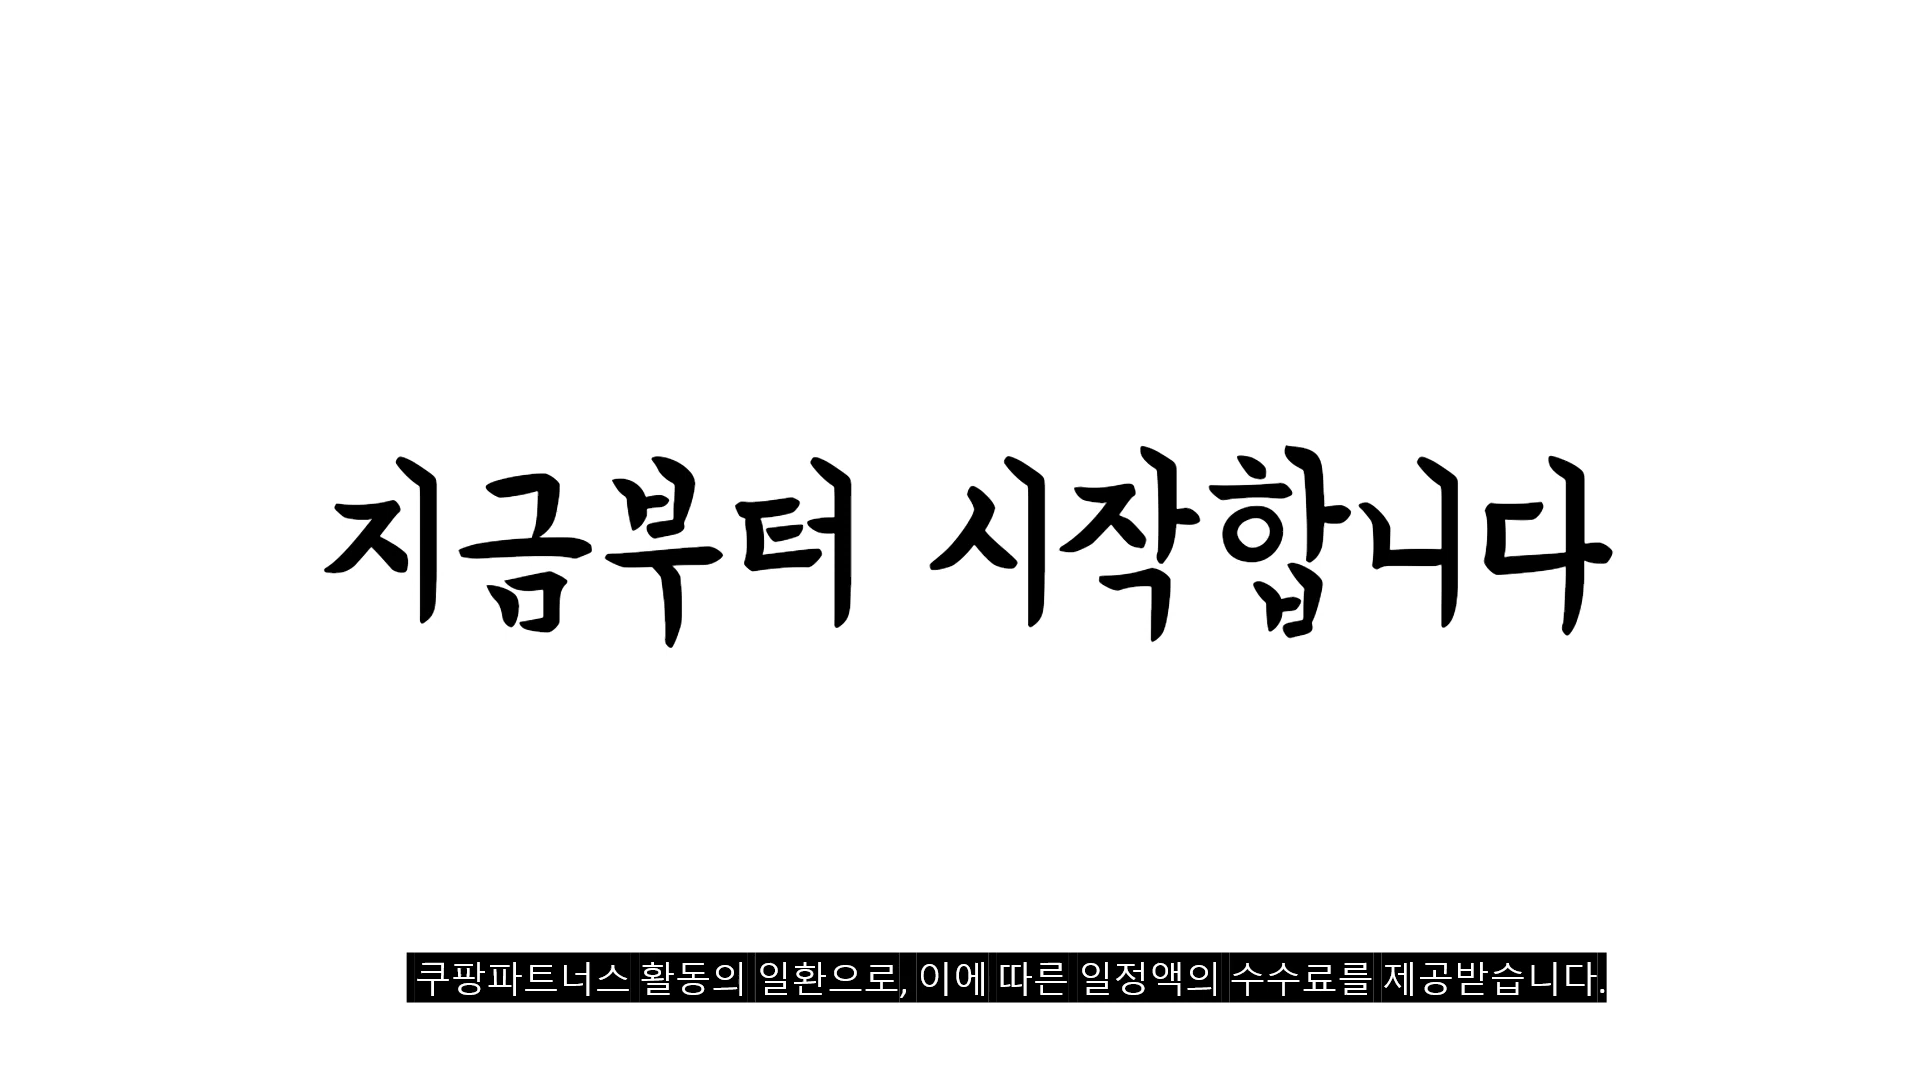 지금부터 시작합니다
쿠팡파트너스 활동의 일환으로, 이에 따른 일정액의 수수료를 제공받습니다.